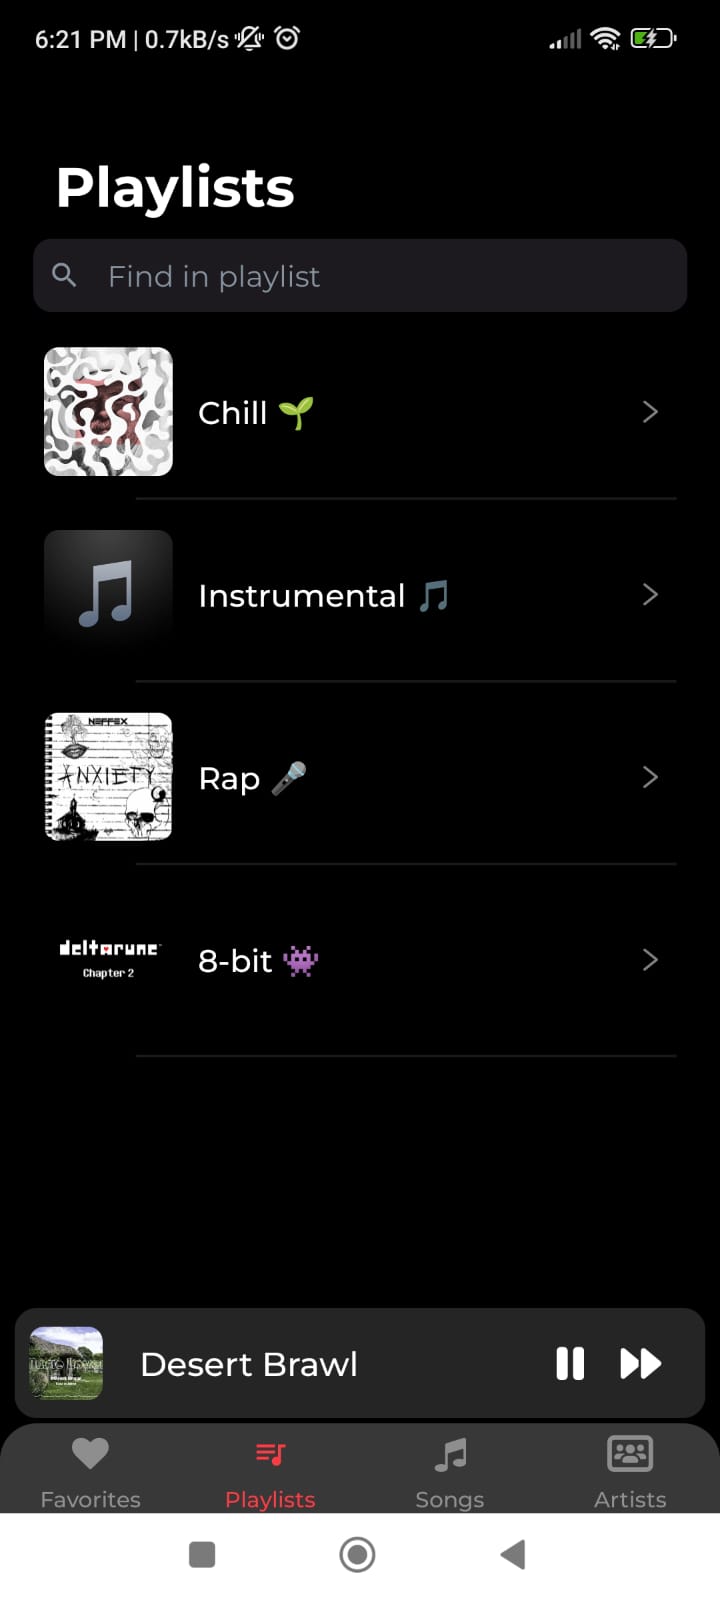 6:21 PM | 0.7kB/s
Playlists
Find in playlist
Chill 🌱
Instrumental 🎵
NEFFEX
ANXIETY
Rap 🎤
deltarune
Chapter 2
8-bit 👾
Desert Brawl
Favorites
Playlists
Songs
Artists